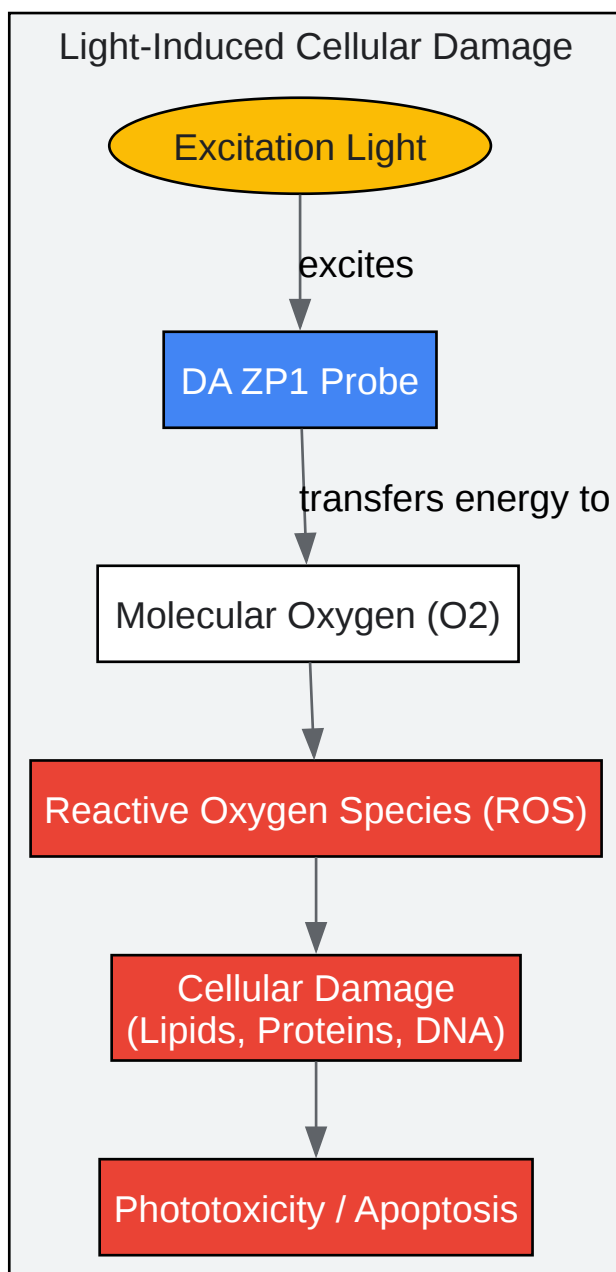 Light-Induced Cellular Damage
Excitation Light
excites
DA ZP1 Probe
transfers energy to
Molecular Oxygen (O2)
Reactive Oxygen Species (ROS)
Cellular Damage
(Lipids, Proteins, DNA)
Phototoxicity / Apoptosis